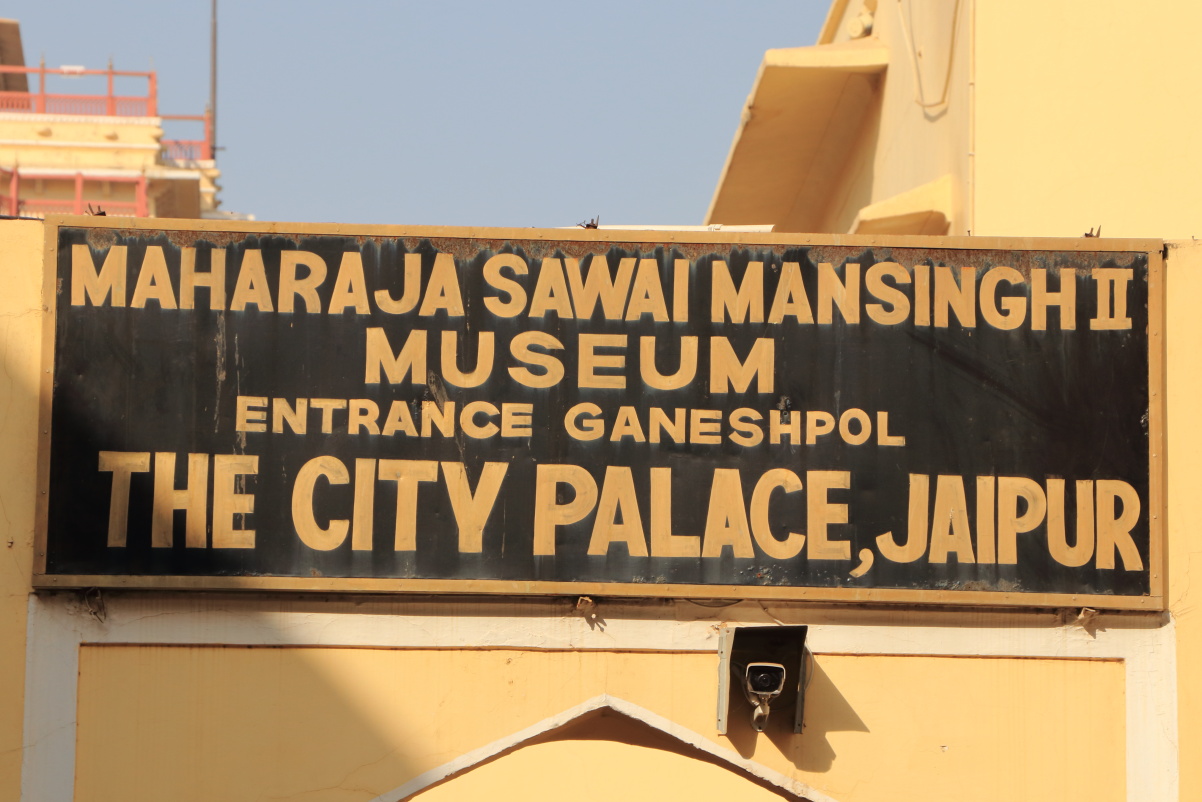 MAHARAJA SAWAI MANSINGH II
MUSEUM
ENTRANCE GANESHPOL
THE CITY PALACE, JAIPUR